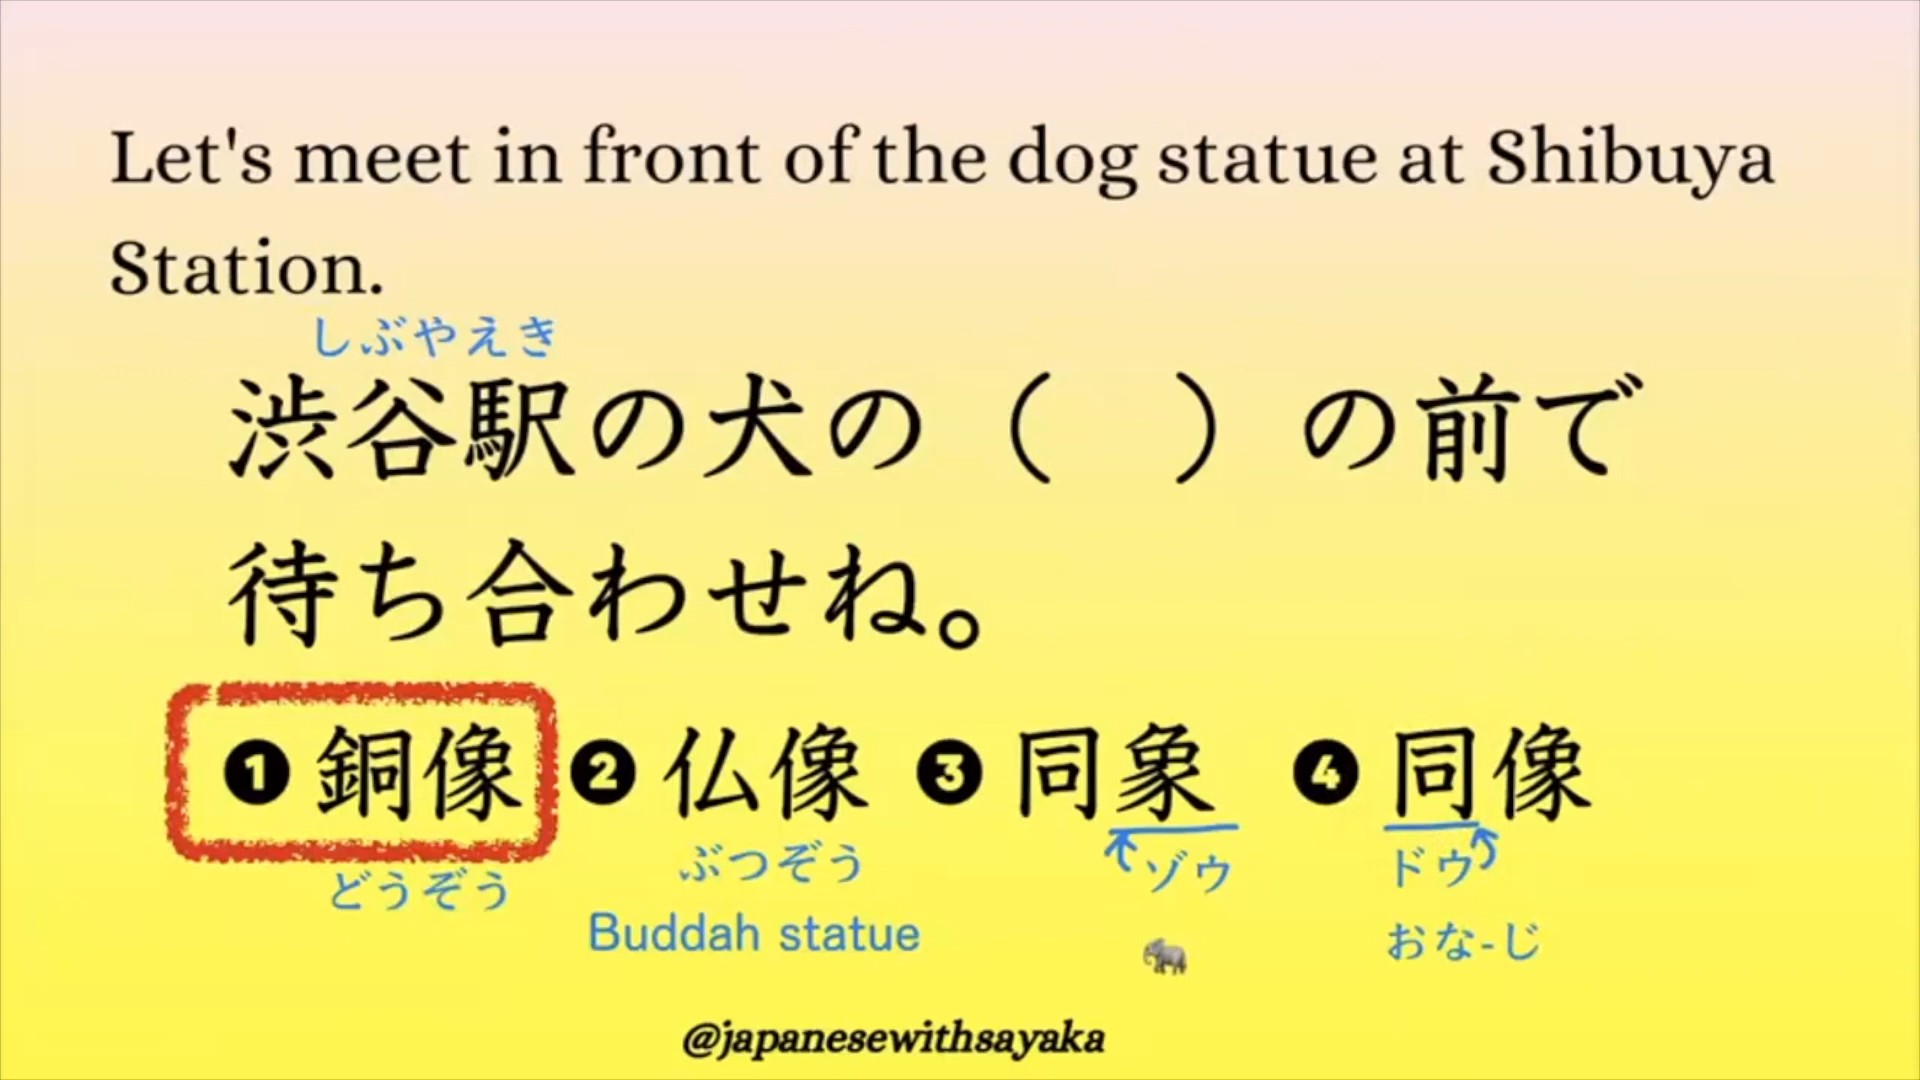 Let's meet in front of the dog statue at Shibuya
Station.
しぶやえき
渋谷駅の犬の（　）の前で
待ち合わせね。
❶ 銅像 ❷ 仏像 ❸ 同象 ❹ 同像
どうぞう ぶつぞう ゾウ ドウ
Buddah statue おな-じ
@japanesewithsayaka